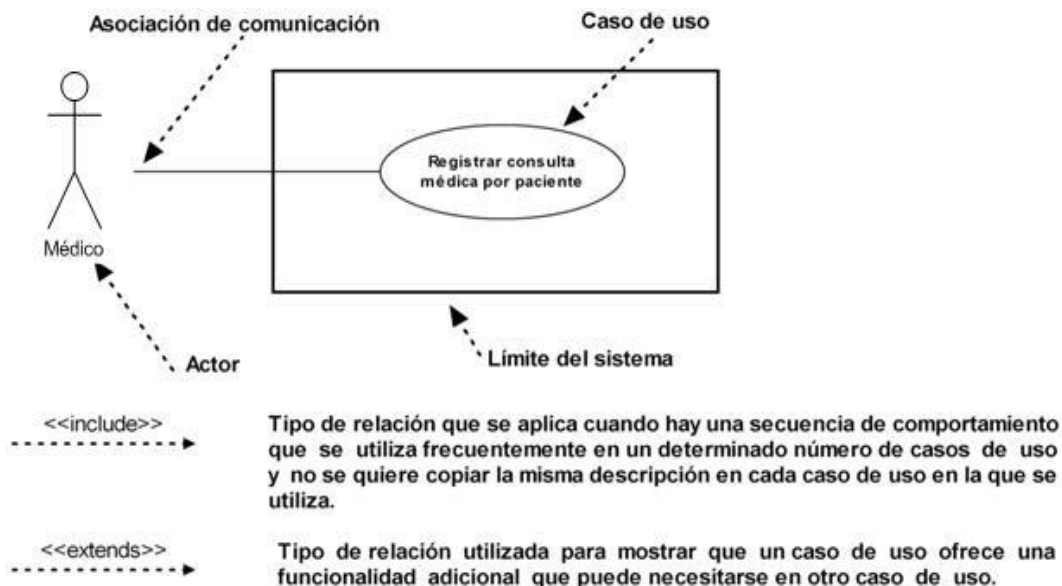 Asociación de comunicación
Caso de uso
Registrar consulta
médica por paciente
Médico
Actor
Límite del sistema
<<include>>
Tipo de relación que se aplica cuando hay una secuencia de comportamiento
que se utiliza frecuentemente en un determinado número de casos de uso
y no se quiere copiar la misma descripción en cada caso de uso en la que se
utiliza.
<<extends>>
Tipo de relación utilizada para mostrar que un caso de uso ofrece una
funcionalidad adicional que puede necesitarse en otro caso de uso.